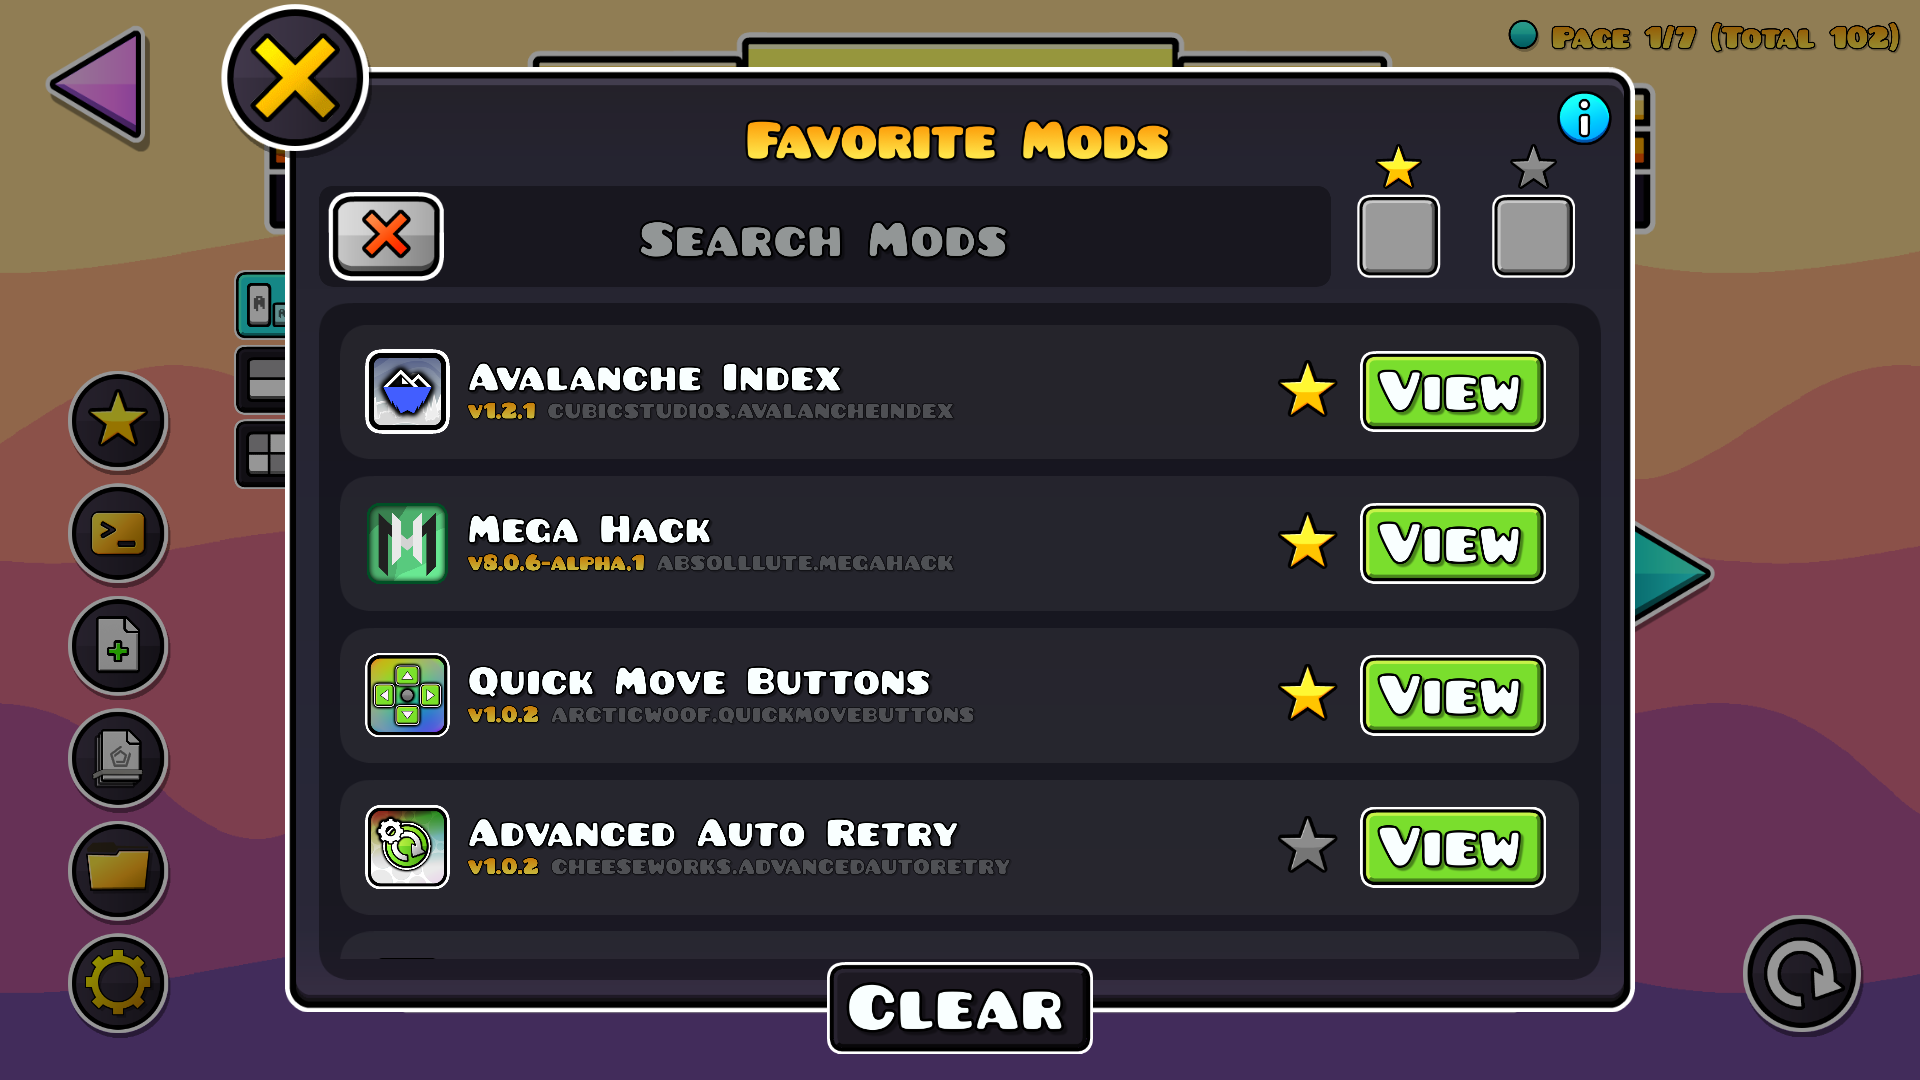 Page 1/7 (Total 102)
Favorite Mods
Search Mods
Avalanche Index
v1.2.1 cubicstudios.avalancheindex
View
Mega Hack
v8.0.6-alpha.1 absolllute.megahack
View
Quick Move Buttons
v1.0.2 arcticwoof.quickmovebuttons
View
Advanced Auto Retry
v1.0.2 cheeseworks.advancedautoretry
View
Clear